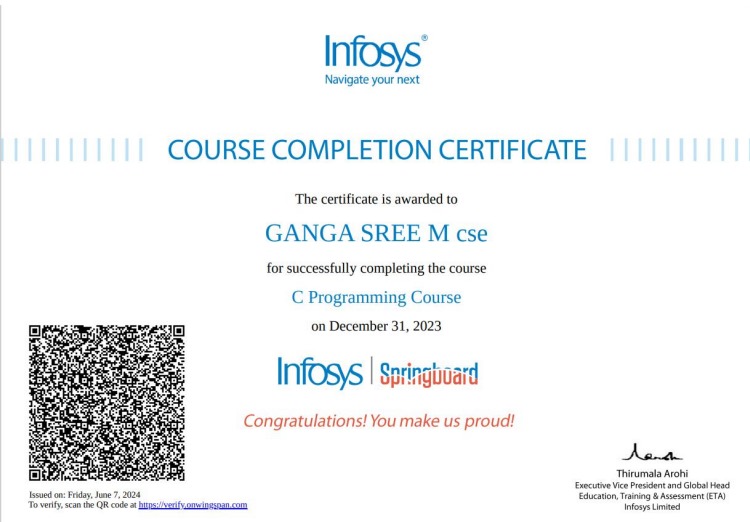 Infosys®
Navigate your next
COURSE COMPLETION CERTIFICATE
The certificate is awarded to
GANGA SREE M cse
for successfully completing the course
C Programming Course
on December 31, 2023
Infosys | Springboard
Congratulations! You make us proud!
Issued on: Friday, June 7, 2024
To verify, scan the QR code at https://verify.onwingspan.com
Thirumala Arohi
Executive Vice President and Global Head
Education, Training & Assessment (ETA)
Infosys Limited